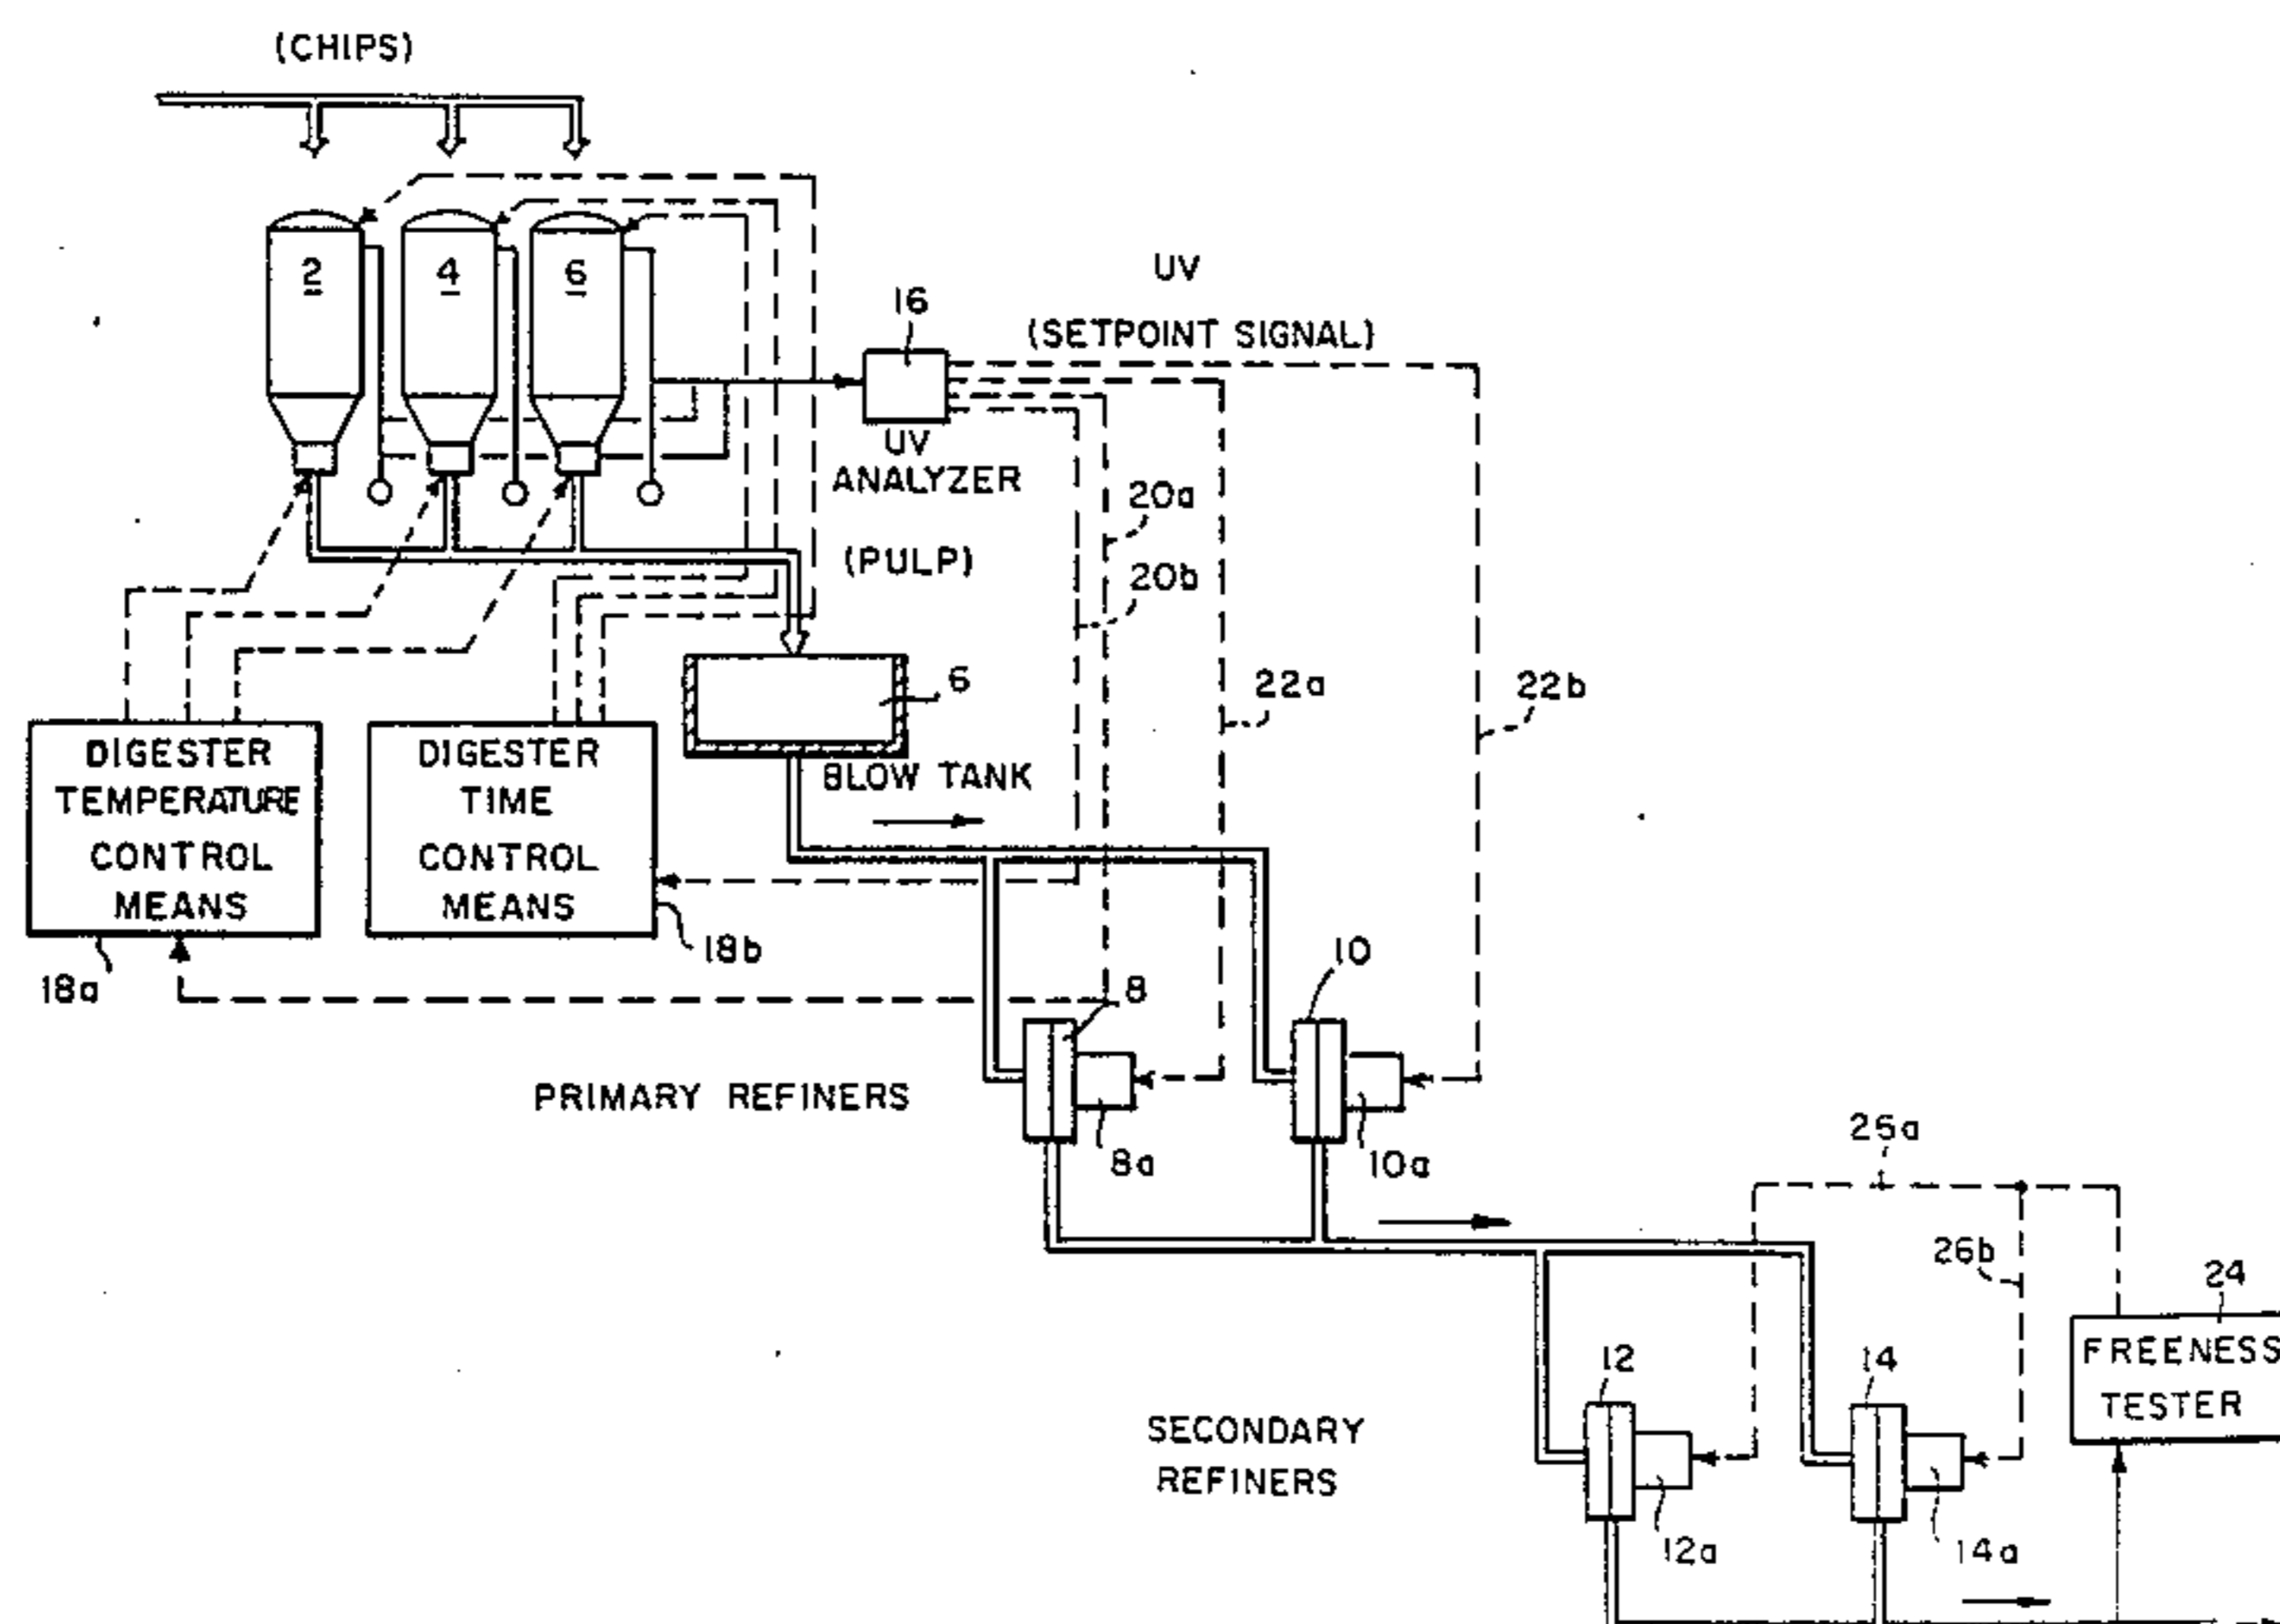 (CHIPS)
2
4
6
16
UV
(SETPOINT SIGNAL)
UV
ANALYZER
20a
(PULP)
20b
6
22a
22b
DIGESTER
TEMPERATURE
CONTROL
MEANS
DIGESTER
TIME
CONTROL
MEANS
BLOW TANK
18a
18b
8
10
PRIMARY REFINERS
8a
10a
26a
26b
24
FREENESS
TESTER
12
14
SECONDARY
REFINERS
12a
14a